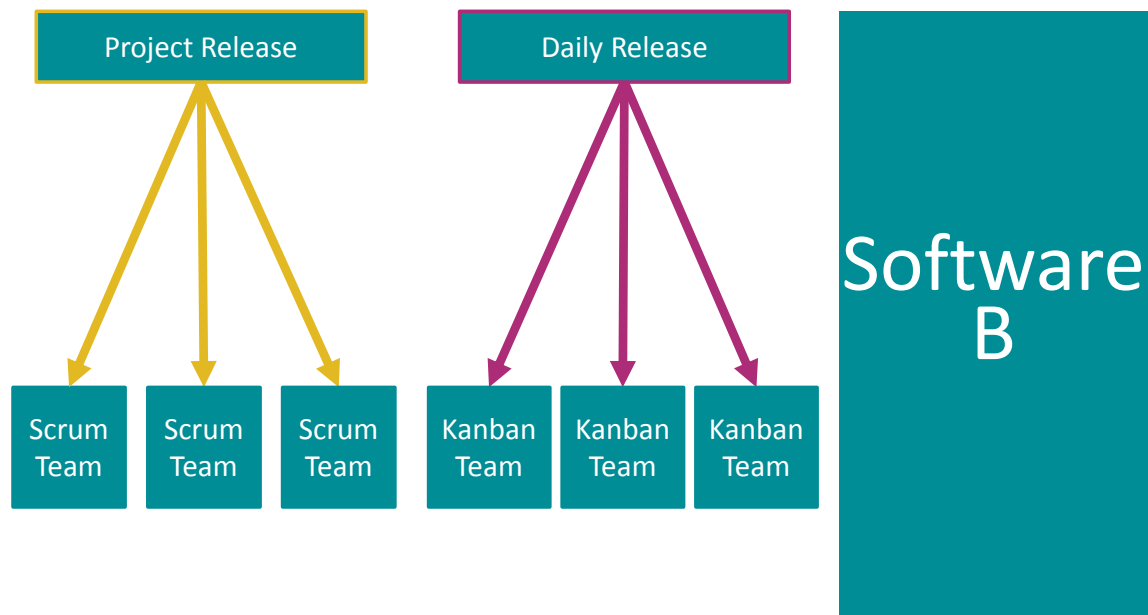 Project Release
Daily Release
Software
B
Scrum
Team
Scrum
Team
Scrum
Team
Kanban
Team
Kanban
Team
Kanban
Team